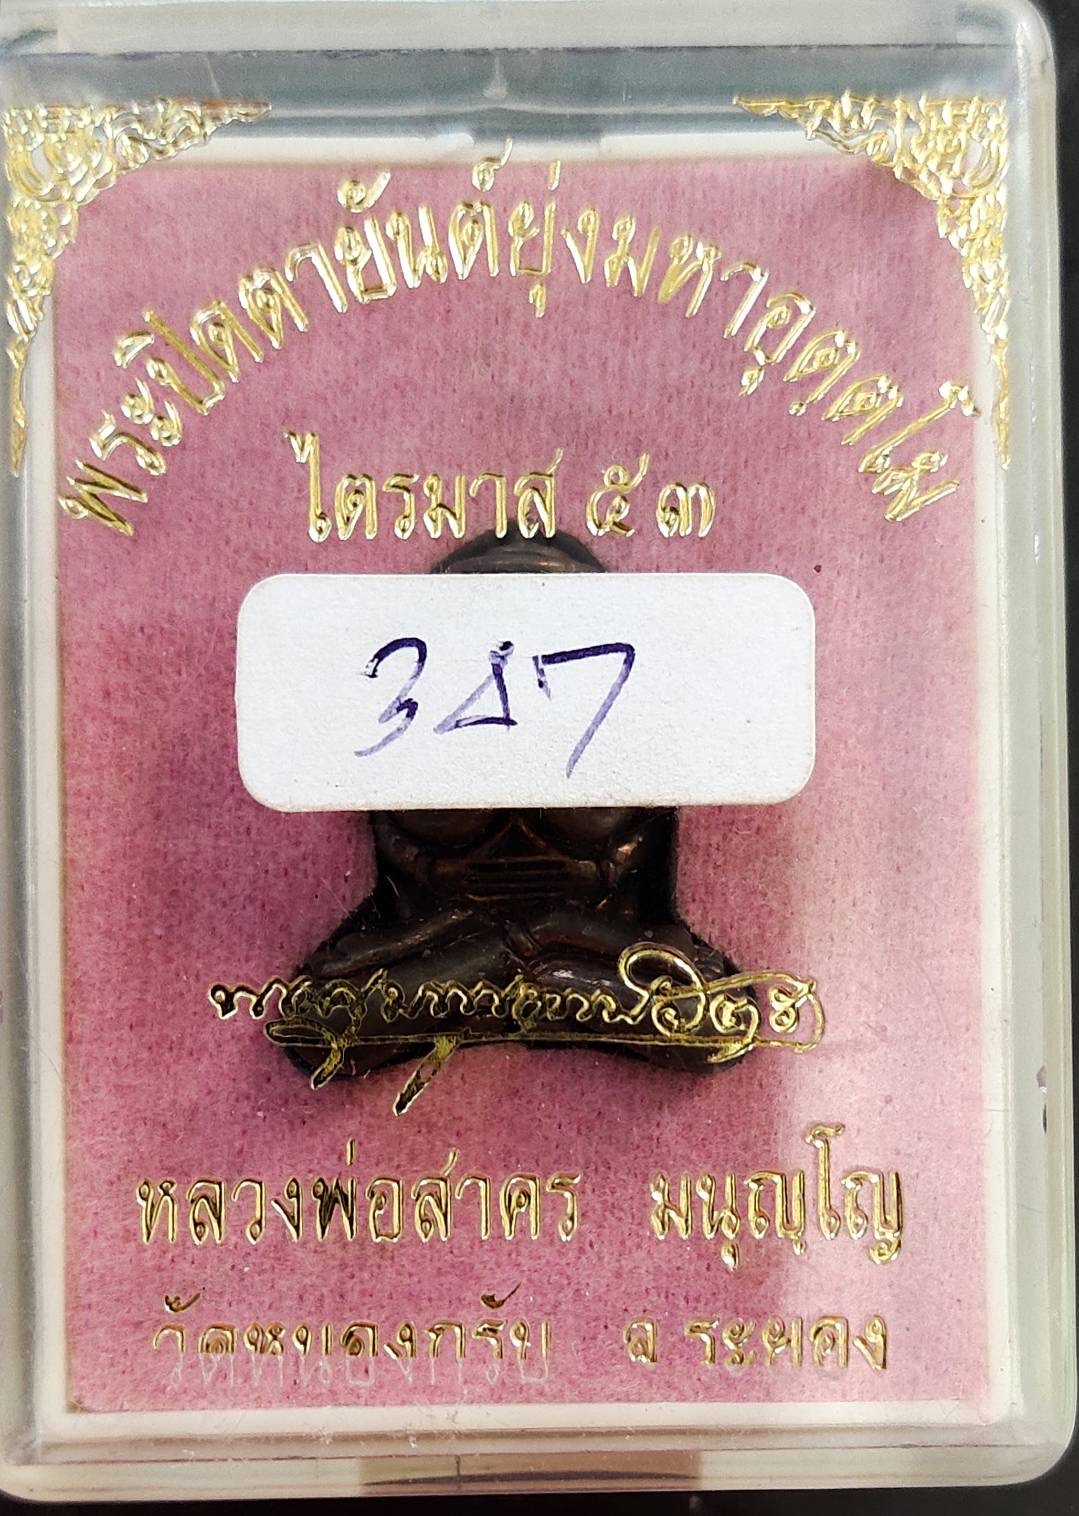 พระปิดตายันต์ยุ่งมหาอุตตโม
ไตรมาส ๕๓
347
หลวงพ่อสาคร มนุญฺโญ
วัดหนองกรับ จ ระยอง